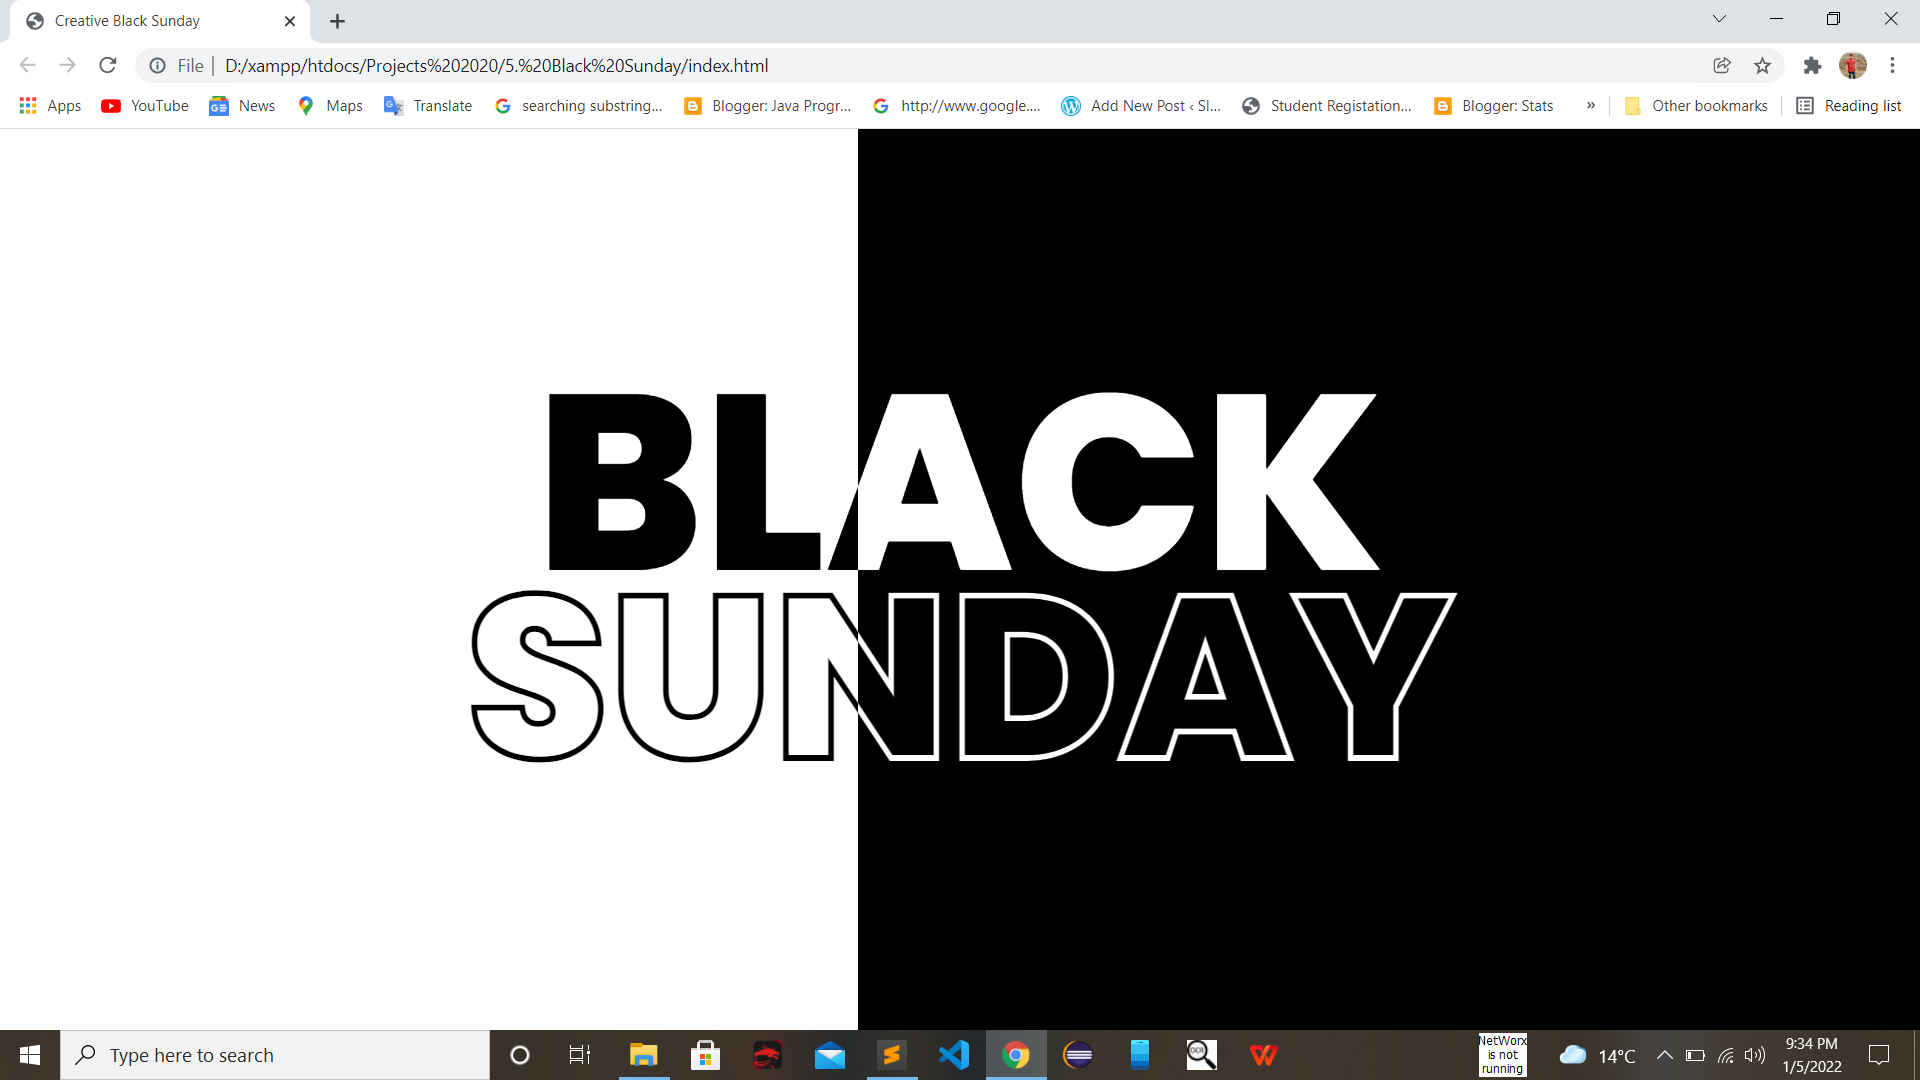 Creative Black Sunday
File | D:/xampp/htdocs/Projects%202020/5.%20Black%20Sunday/index.html
Apps YouTube News Maps Translate searching substring... Blogger: Java Progr... http://www.google.... Add New Post ‹ Sl... Student Registation... Blogger: Stats » Other bookmarks Reading list
BLACK
SUNDAY
Type here to search
NetWorx
is not
running
14°C
9:34 PM
1/5/2022